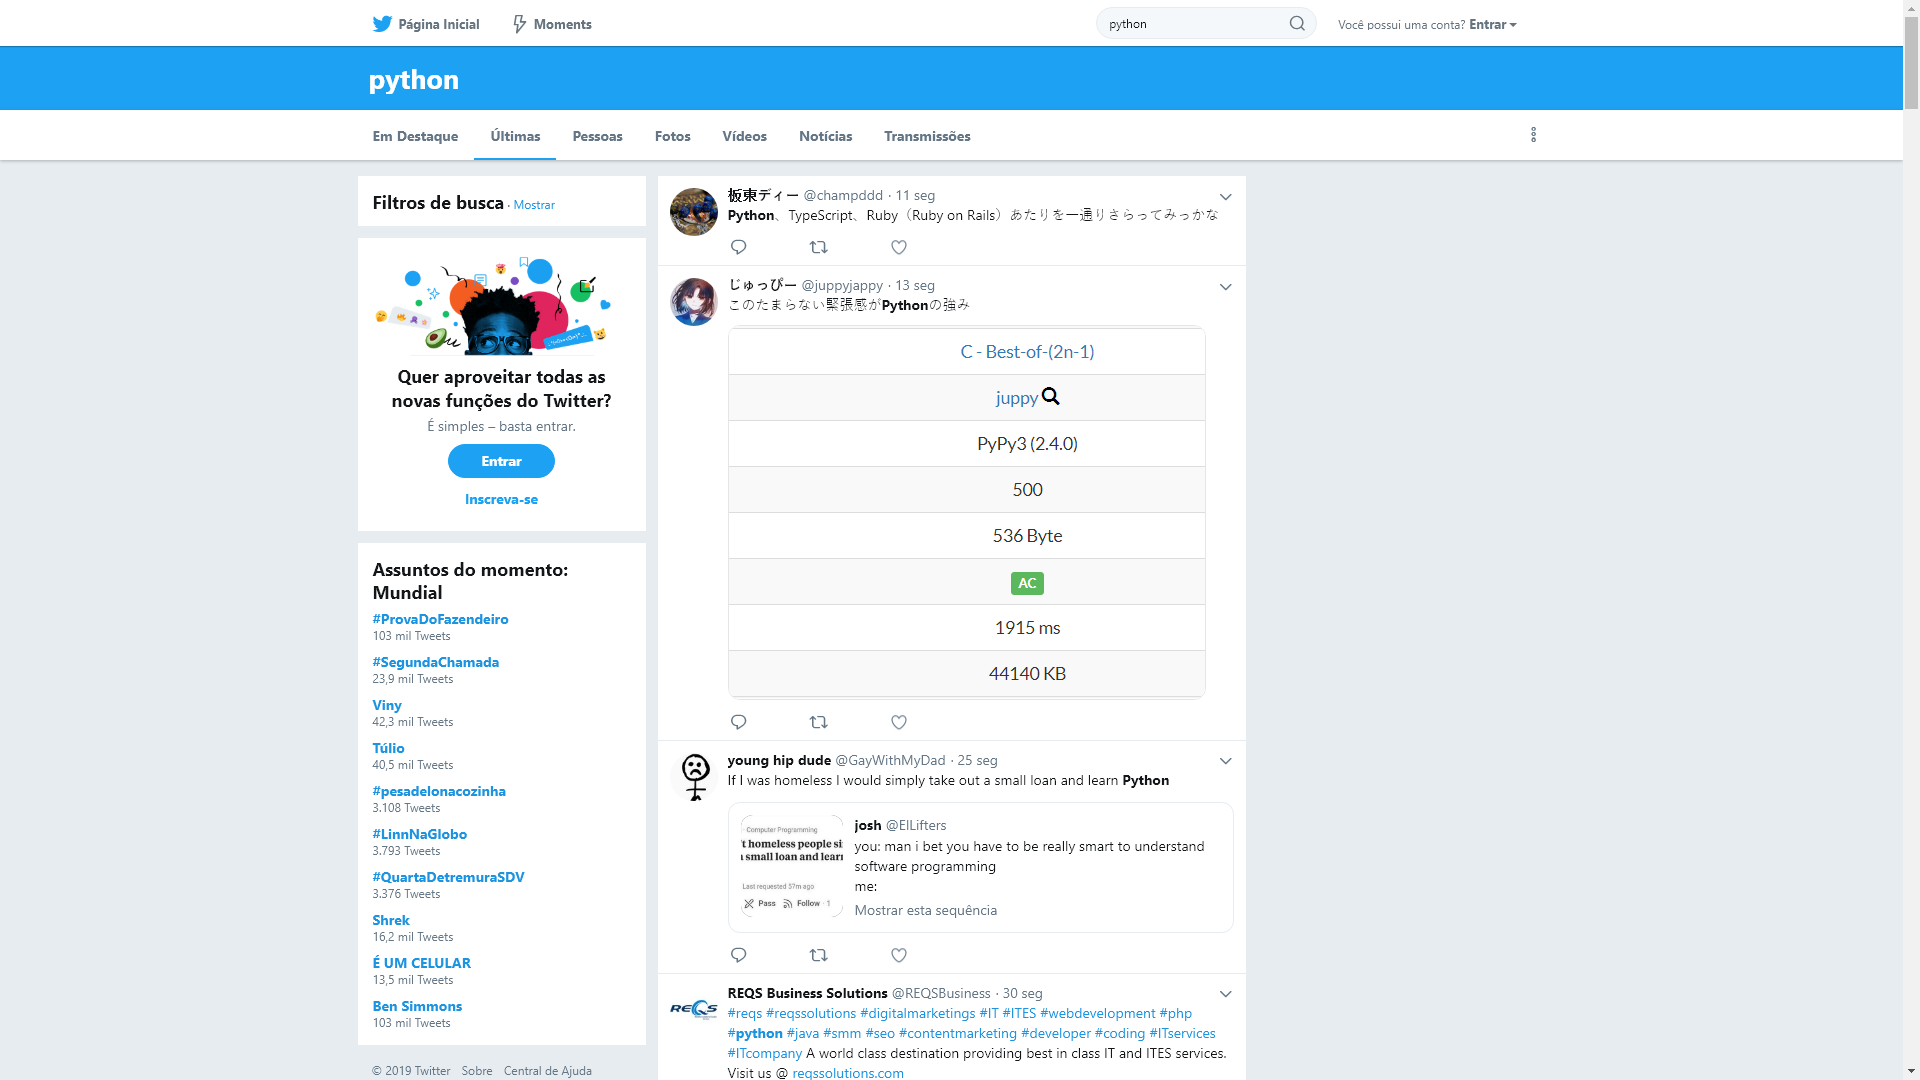 Página Inicial
Moments
python
Você possui uma conta? Entrar
python
Em Destaque
Últimas
Pessoas
Fotos
Vídeos
Notícias
Transmissões
Filtros de busca · Mostrar
Quer aproveitar todas as
novas funções do Twitter?
É simples – basta entrar.
Entrar
Inscreva-se
Assuntos do momento:
Mundial
#ProvaDoFazendeiro
103 mil Tweets
#SegundaChamada
23,9 mil Tweets
Viny
42,3 mil Tweets
Túlio
40,5 mil Tweets
#pesadelonacozinha
3.108 Tweets
#LinnNaGlobo
3.793 Tweets
#QuartaDetremuraSDV
3.376 Tweets
Shrek
16,2 mil Tweets
É UM CELULAR
13,5 mil Tweets
Ben Simmons
103 mil Tweets
© 2019 Twitter Sobre Central de Ajuda
板東ディー @champddd · 11 seg
Python、TypeScript、Ruby（Ruby on Rails）あたりを一通りさらってみっかな
じゅっぴー @juppyjappy · 13 seg
このたまらない緊張感がPythonの強み
C - Best-of-(2n-1)
juppy
PyPy3 (2.4.0)
500
536 Byte
AC
1915 ms
44140 KB
young hip dude @GayWithMyDad · 25 seg
If I was homeless I would simply take out a small loan and learn Python
Computer Programming
't homeless people si
small loan and lear
Last requested 57m ago
Pass Follow · 1
josh @ElLifters
you: man i bet you have to be really smart to understand
software programming
me:
Mostrar esta sequência
REQS
REQS Business Solutions @REQSBusiness · 30 seg
#reqs #reqssolutions #digitalmarketings #IT #ITES #webdevelopment #php
#python #java #smm #seo #contentmarketing #developer #coding #ITservices
#ITcompany A world class destination providing best in class IT and ITES services.
Visit us @ reqssolutions.com